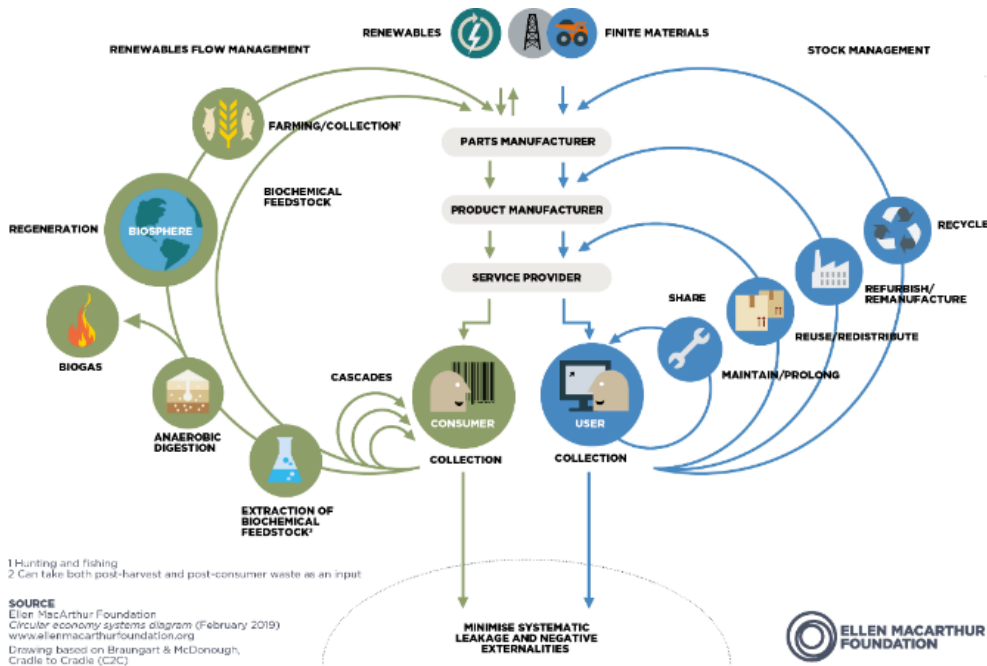 RENEWABLES
FINITE MATERIALS
RENEWABLES FLOW MANAGEMENT
STOCK MANAGEMENT
FARMING/COLLECTION¹
PARTS MANUFACTURER
BIOCHEMICAL
FEEDSTOCK
PRODUCT MANUFACTURER
REGENERATION
BIOSPHERE
RECYCLE
SERVICE PROVIDER
SHARE
REFURBISH/
REMANUFACTURE
REUSE/REDISTRIBUTE
BIOGAS
MAINTAIN/PROLONG
CASCADES
CONSUMER
USER
ANAEROBIC
DIGESTION
COLLECTION
COLLECTION
EXTRACTION OF
BIOCHEMICAL
FEEDSTOCK²
1 Hunting and fishing
2 Can take both post-harvest and post-consumer waste as an input
SOURCE
Ellen MacArthur Foundation
Circular economy systems diagram (February 2019)
www.ellenmacarthurfoundation.org
Drawing based on Braungart & McDonough,
Cradle to Cradle (C2C)
MINIMISE SYSTEMATIC
LEAKAGE AND NEGATIVE
EXTERNALITIES
ELLEN MACARTHUR
FOUNDATION